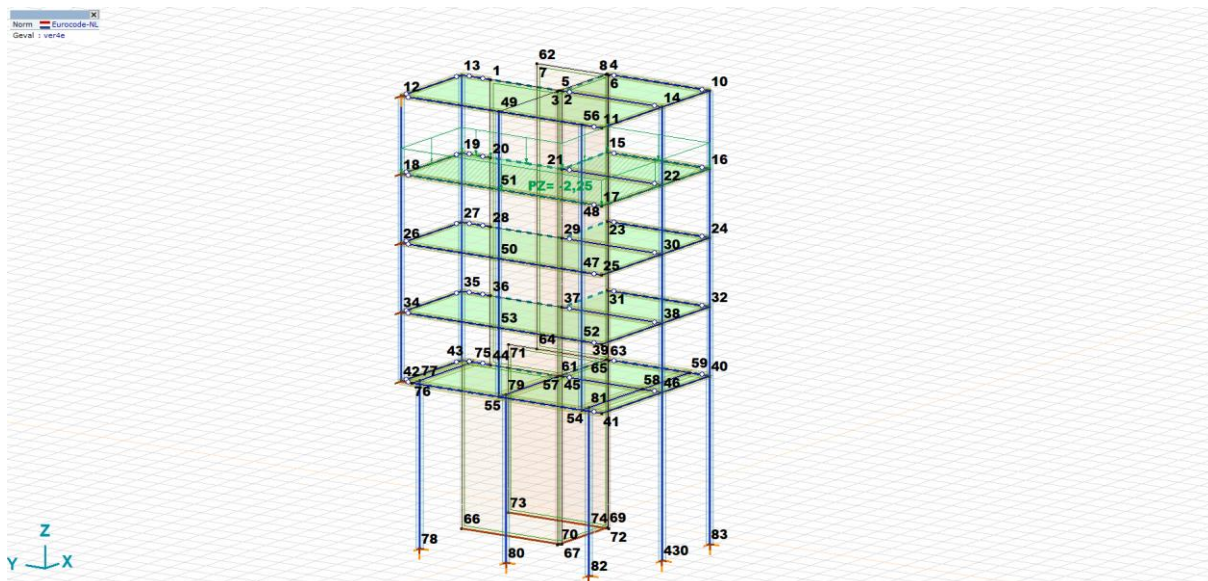 Norm Eurocode-NL
Geval : ver4e
62
13 1 7 5 8 4 6 10
12 49 3 2 14
56 11
19 20 21 15 16
18 51 PZ= -2,25 22
48 17
27 28 29 23 24
26 50 30
47 25
35 36 37 31 32
34 53 38
52
64 71 39 63
43 75 44 61 65 59 40
42 77 79 57 45 58 46
76 55 81
54 41
73 74 69
66 70 72
78 80 67 82 430 83
Z
Y X